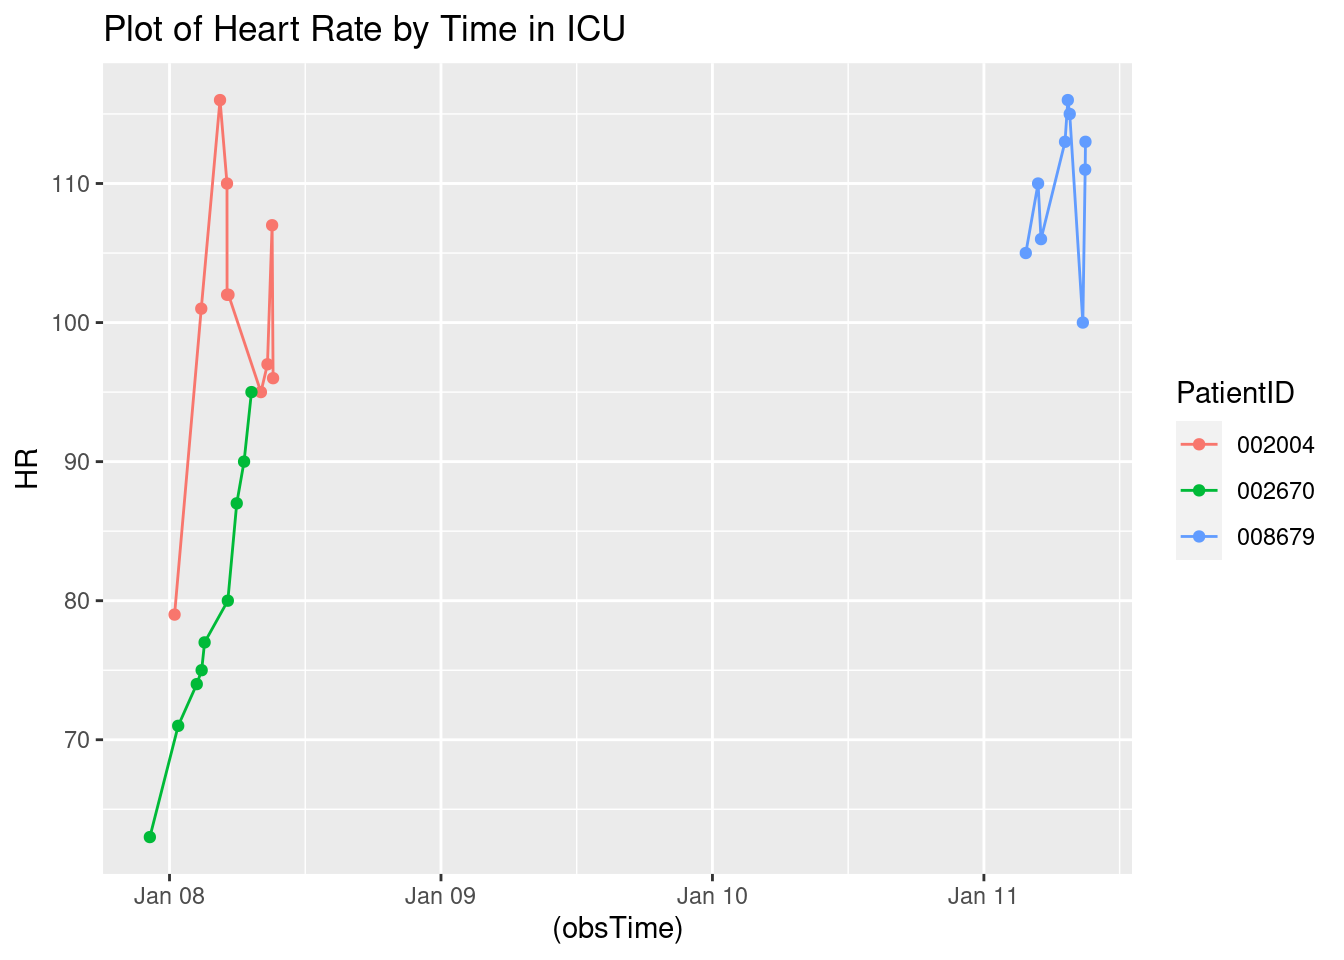 Plot of Heart Rate by Time in ICU
110
100
90
80
70
HR
Jan 08
Jan 09
Jan 10
Jan 11
(obsTime)
PatientID
002004
002670
008679